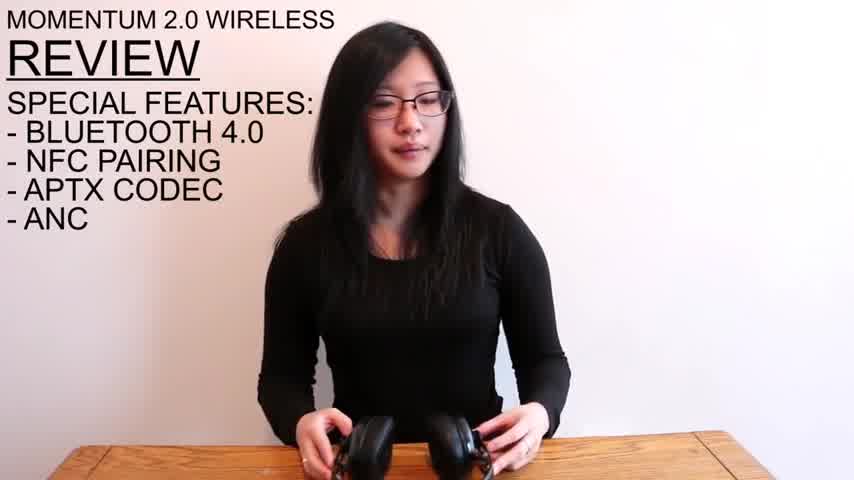 MOMENTUM 2.0 WIRELESS
REVIEW
SPECIAL FEATURES:
- BLUETOOTH 4.0
- NFC PAIRING
- APTX CODEC
- ANC